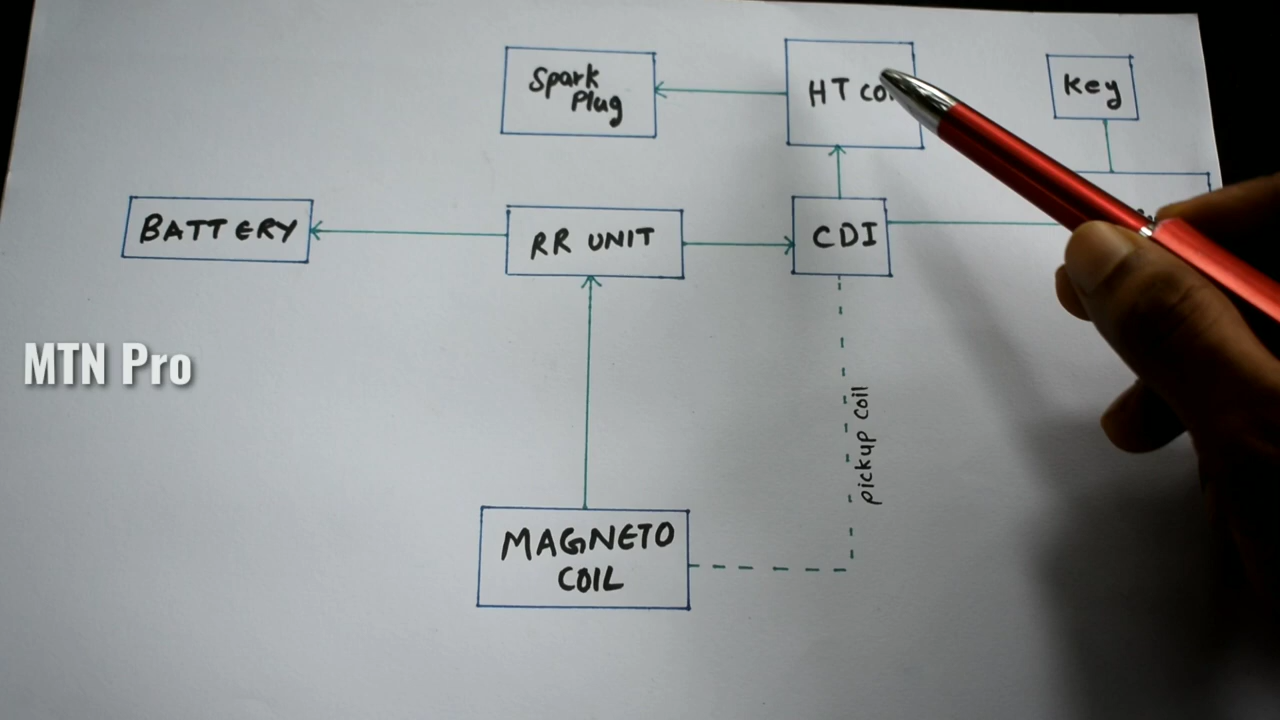 Spark
Plug
HT
Key
BATTERY
RR UNIT
CDI
MTN Pro
pickup coil
MAGNETO
COIL